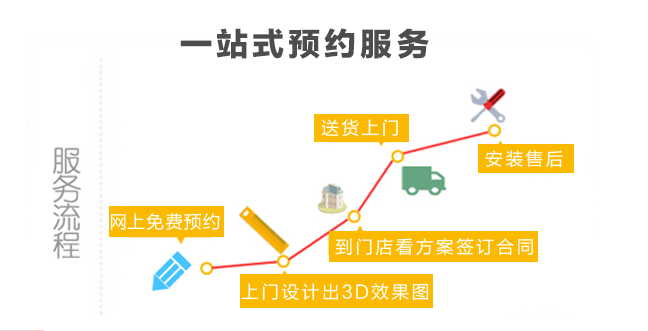 一站式预约服务
服务流程
网上免费预约
上门设计出3D效果图
到门店看方案签订合同
送货上门
安装售后